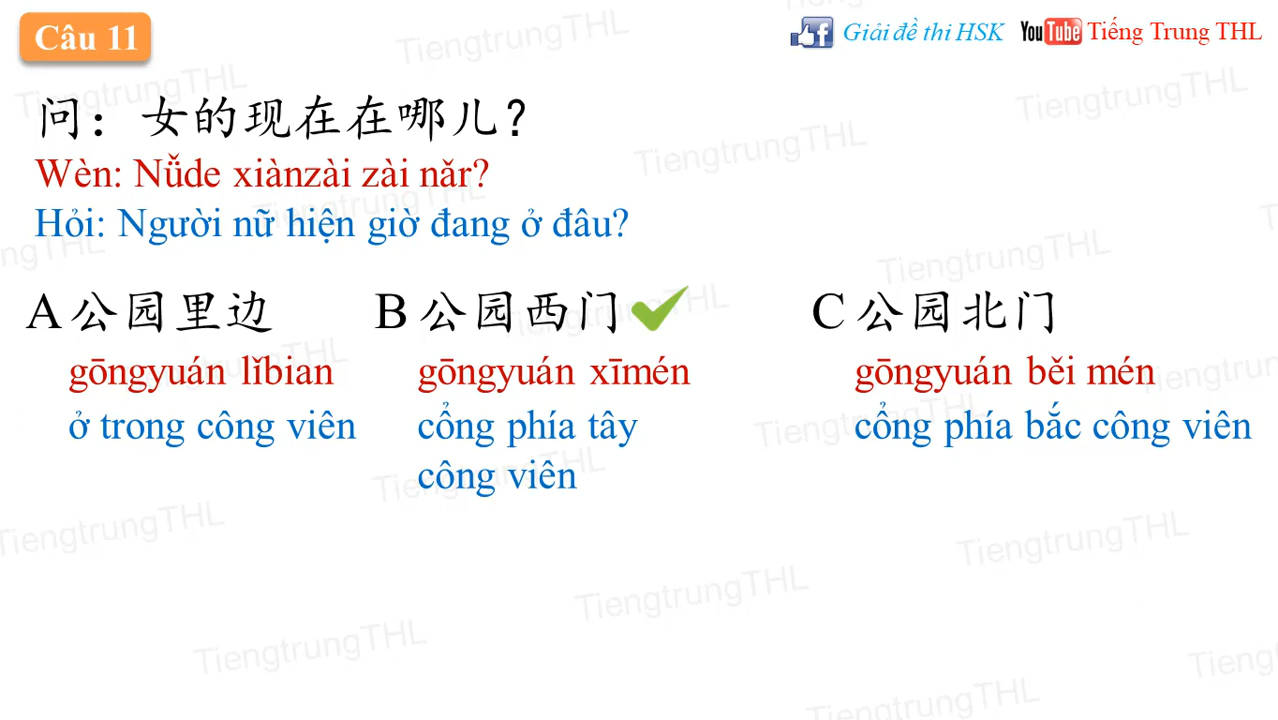 Câu 11
Giải đề thi HSK YouTube Tiếng Trung THL
问：女的现在在哪儿？
Wèn: Nǚde xiànzài zài nǎr?
Hỏi: Người nữ hiện giờ đang ở đâu?
A 公园里边 B 公园西门 C 公园北门
gōngyuán lǐbian gōngyuán xīmén gōngyuán běi mén
ở trong công viên cổng phía tây cổng phía bắc công viên
công viên
TiengtrungTHL